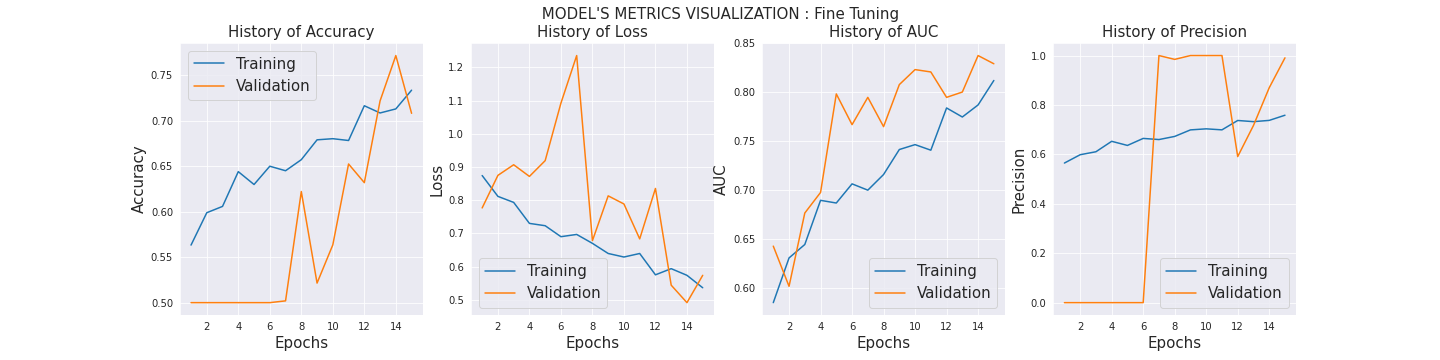 MODEL'S METRICS VISUALIZATION : Fine Tuning
History of Accuracy
Training
Validation
0.75
0.70
0.65
0.60
0.55
0.50
Accuracy
2 4 6 8 10 12 14
Epochs
History of Loss
1.2
1.1
1.0
0.9
0.8
0.7
0.6
0.5
Loss
Training
Validation
2 4 6 8 10 12 14
Epochs
History of AUC
0.85
0.80
0.75
0.70
0.65
0.60
AUC
Training
Validation
2 4 6 8 10 12 14
Epochs
History of Precision
1.0
0.8
0.6
0.4
0.2
0.0
Precision
Training
Validation
2 4 6 8 10 12 14
Epochs